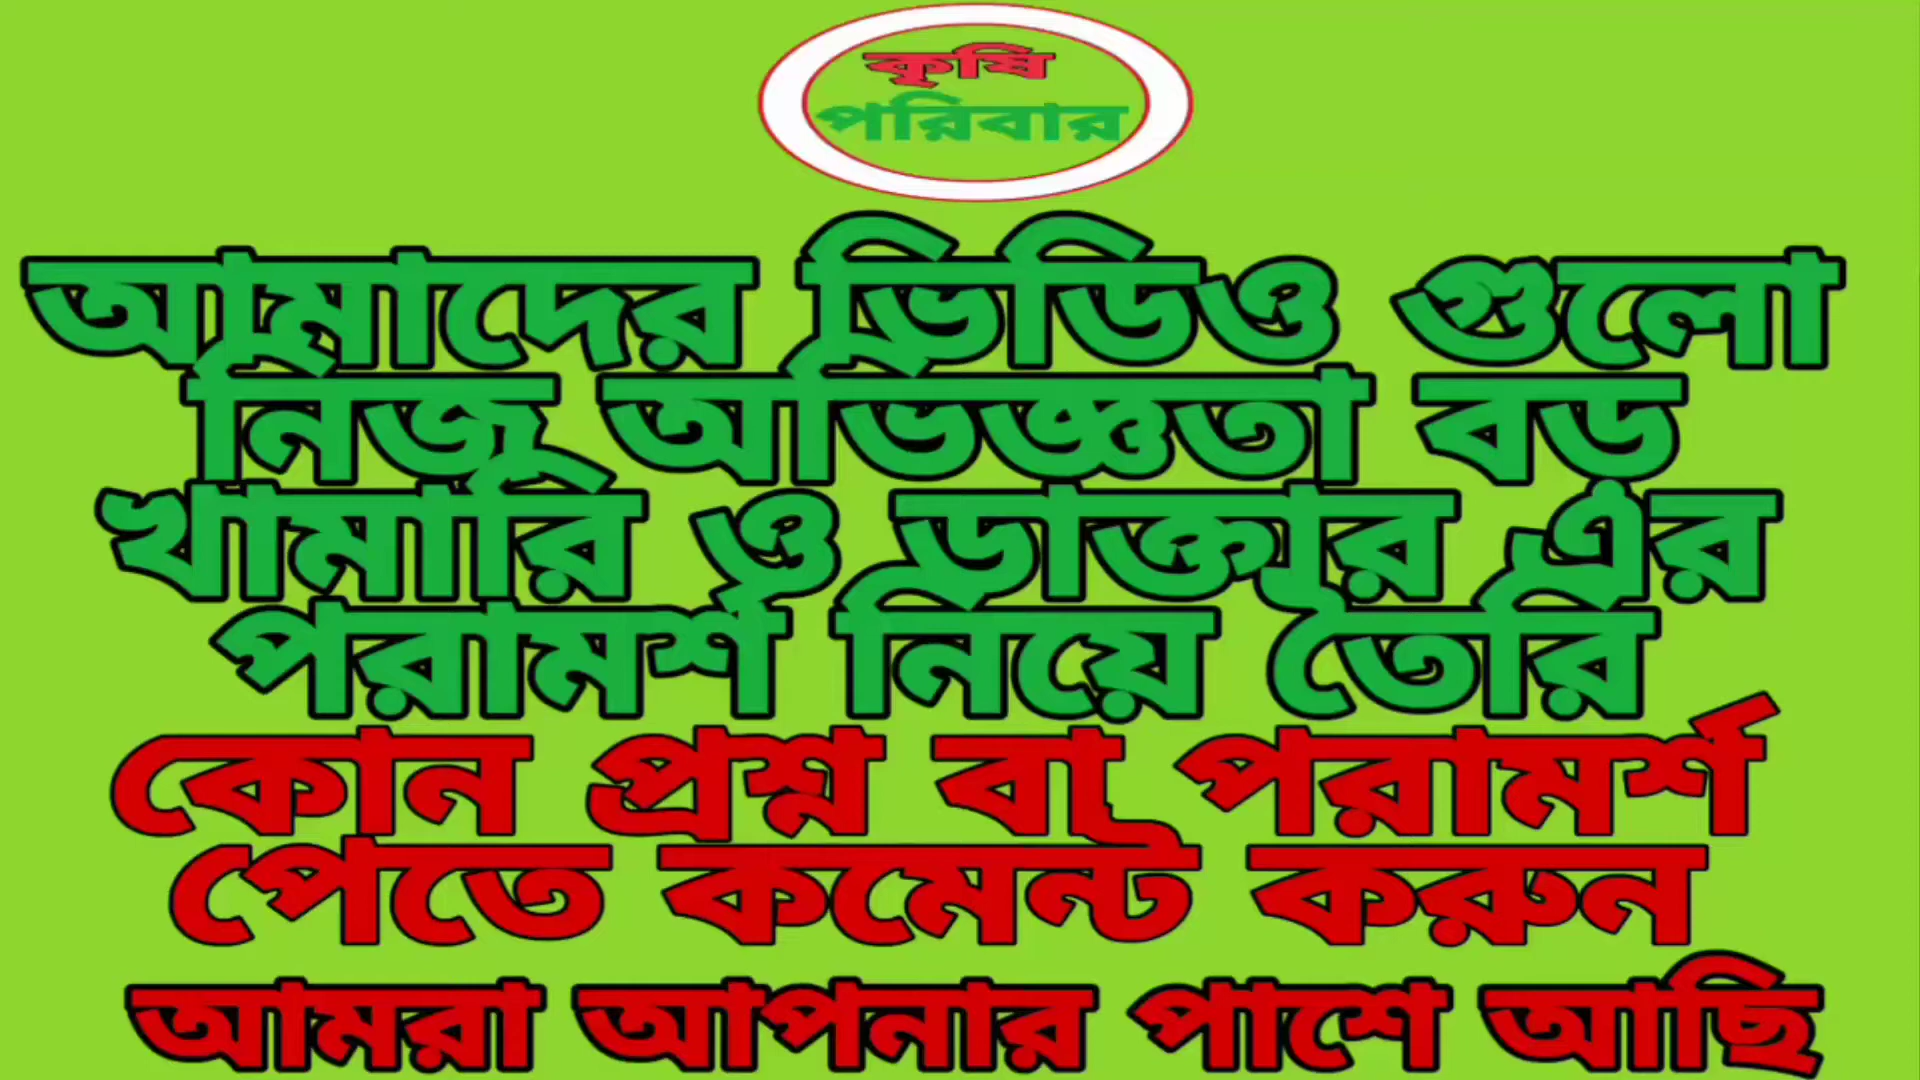 কৃষি
পরিবার
আমাদের ভিডিও গুলো
নিজ অভিজ্ঞতা বড়
খামারি ও ডাক্তার এর
পরামর্শ নিয়ে তৈরি
কোন প্রশ্ন বা পরামর্শ
পেতে কমেন্ট করুন
আমরা আপনার পাশে আছি